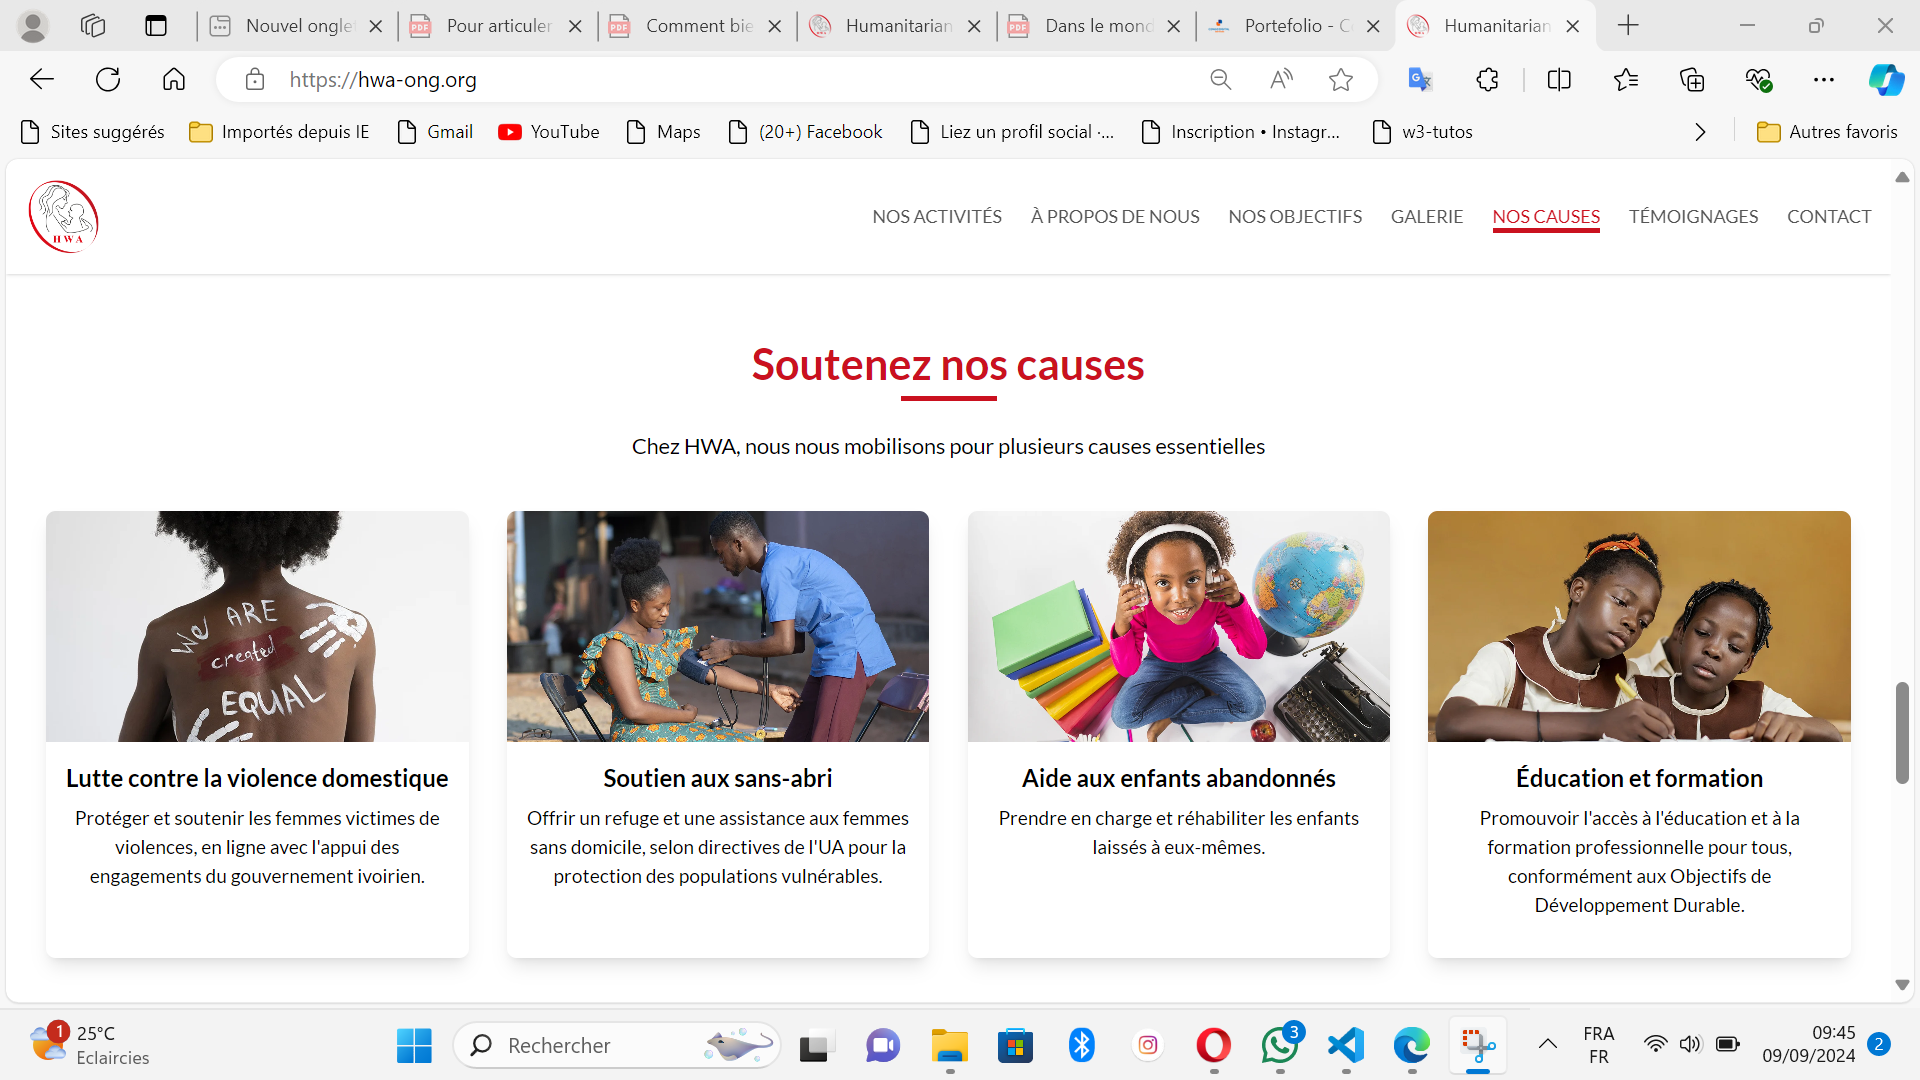 Nouvel onglet
Pour articuler
Comment bie
Humanitarian
Dans le mond
Portefolio - C
Humanitarian
https://hwa-ong.org
Sites suggérés
Importés depuis IE
Gmail
YouTube
Maps
(20+) Facebook
Liez un profil social ·...
Inscription • Instagr...
w3-tutos
Autres favoris
HWA
NOS ACTIVITÉS
À PROPOS DE NOUS
NOS OBJECTIFS
GALERIE
NOS CAUSES
TÉMOIGNAGES
CONTACT
Soutenez nos causes
Chez HWA, nous nous mobilisons pour plusieurs causes essentielles
We ARE
created
EQUAL
Lutte contre la violence domestique
Protéger et soutenir les femmes victimes de
violences, en ligne avec l'appui des
engagements du gouvernement ivoirien.
Soutien aux sans-abri
Offrir un refuge et une assistance aux femmes
sans domicile, selon directives de l'UA pour la
protection des populations vulnérables.
Aide aux enfants abandonnés
Prendre en charge et réhabiliter les enfants
laissés à eux-mêmes.
Éducation et formation
Promouvoir l'accès à l'éducation et à la
formation professionnelle pour tous,
conformément aux Objectifs de
Développement Durable.
1
25°C
Eclaircies
Rechercher
3
FRA
FR
09:45
09/09/2024
2